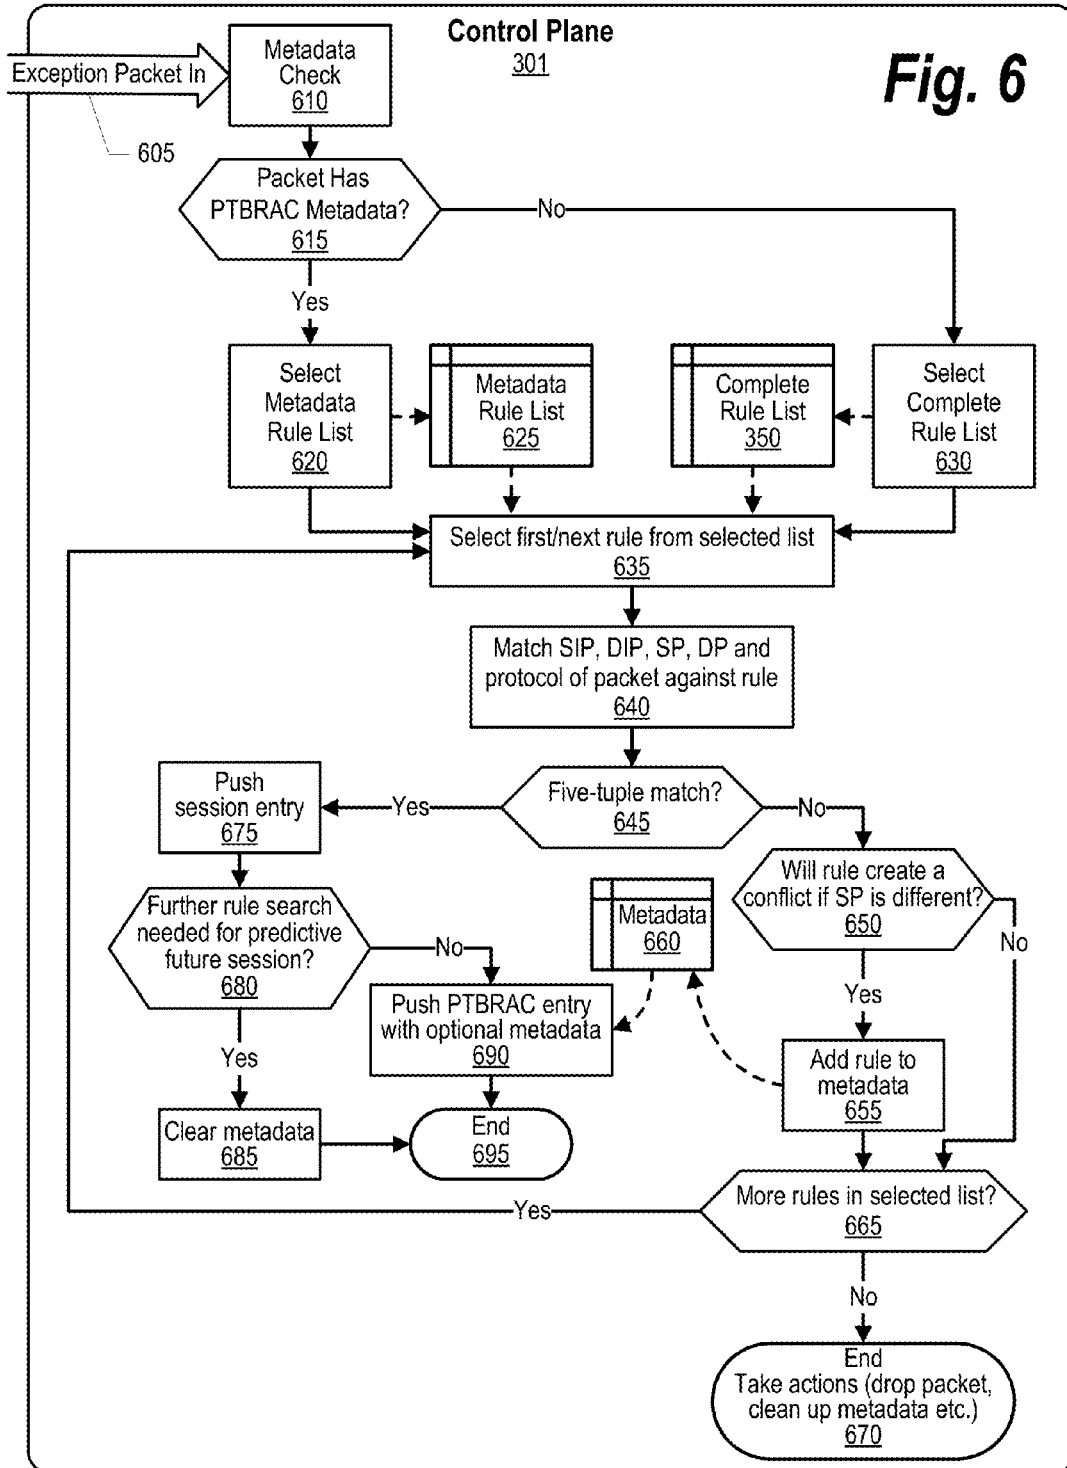 Control Plane
301
Fig. 6
Exception Packet In
605
Metadata
Check
610
Packet Has
PTBRAC Metadata?
615
No
Yes
Select
Metadata
Rule List
620
Metadata
Rule List
625
Complete
Rule List
350
Select
Complete
Rule List
630
Select first/next rule from selected list
635
Match SIP, DIP, SP, DP and
protocol of packet against rule
640
Five-tuple match?
645
Yes
No
Push
session entry
675
Will rule create a
conflict if SP is different?
650
Further rule search
needed for predictive
future session?
680
No
Metadata
660
No
Yes
Push PTBRAC entry
with optional metadata
690
Yes
Add rule to
metadata
655
Clear metadata
685
End
695
More rules in selected list?
665
Yes
No
End
Take actions (drop packet,
clean up metadata etc.)
670